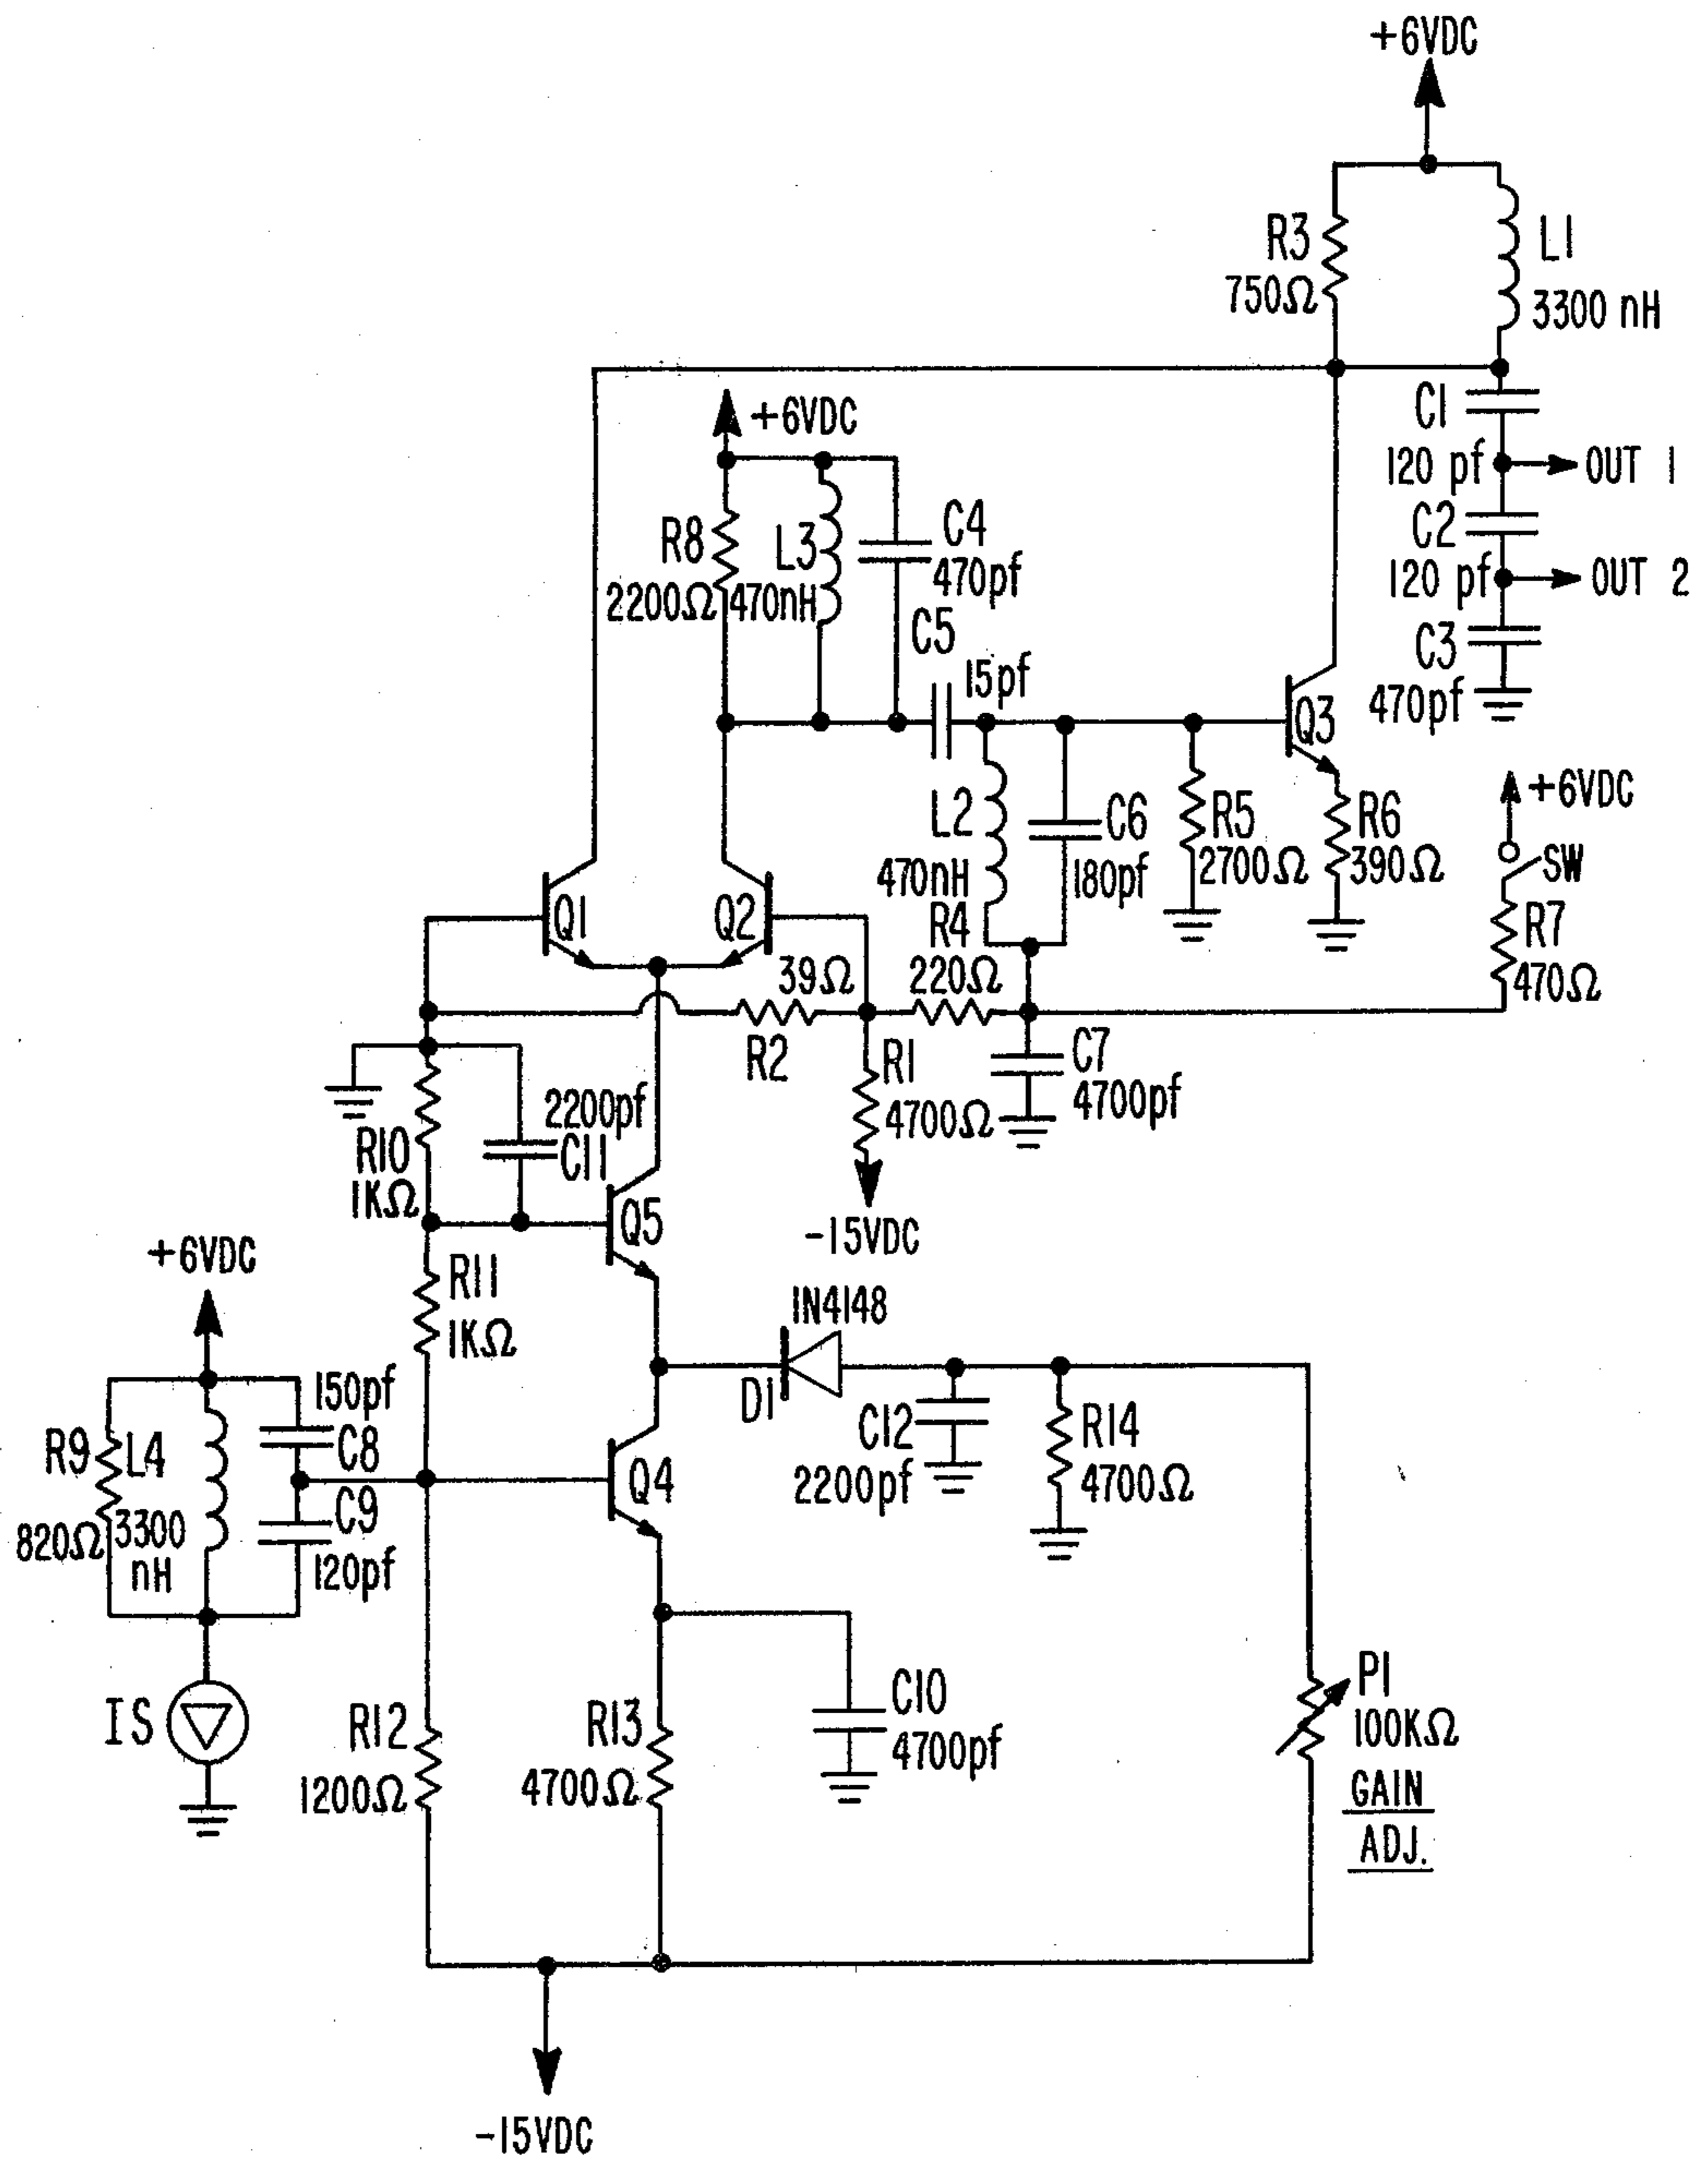 +6VDC
R3
750Ω
L1
3300 nH
+6VDC
C1
120 pf
OUT 1
C2
120 pf
OUT 2
C3
470pf
R8
2200Ω
L3
470nH
C4
470pf
C5
15pf
Q3
L2
470nH
C6
180pf
R5
2700Ω
R6
390Ω
+6VDC
SW
R7
470Ω
Q1
Q2
39Ω
R2
R4
220Ω
R1
4700Ω
-15VDC
C7
4700pf
R10
1KΩ
2200pf
C11
Q5
+6VDC
R11
1KΩ
1N4148
D1
C12
2200pf
R14
4700Ω
R9
820Ω
L4
3300
nH
150pf
C8
C9
120pf
Q4
IS
R12
1200Ω
R13
4700Ω
C10
4700pf
P1
100KΩ
GAIN
ADJ.
-15VDC